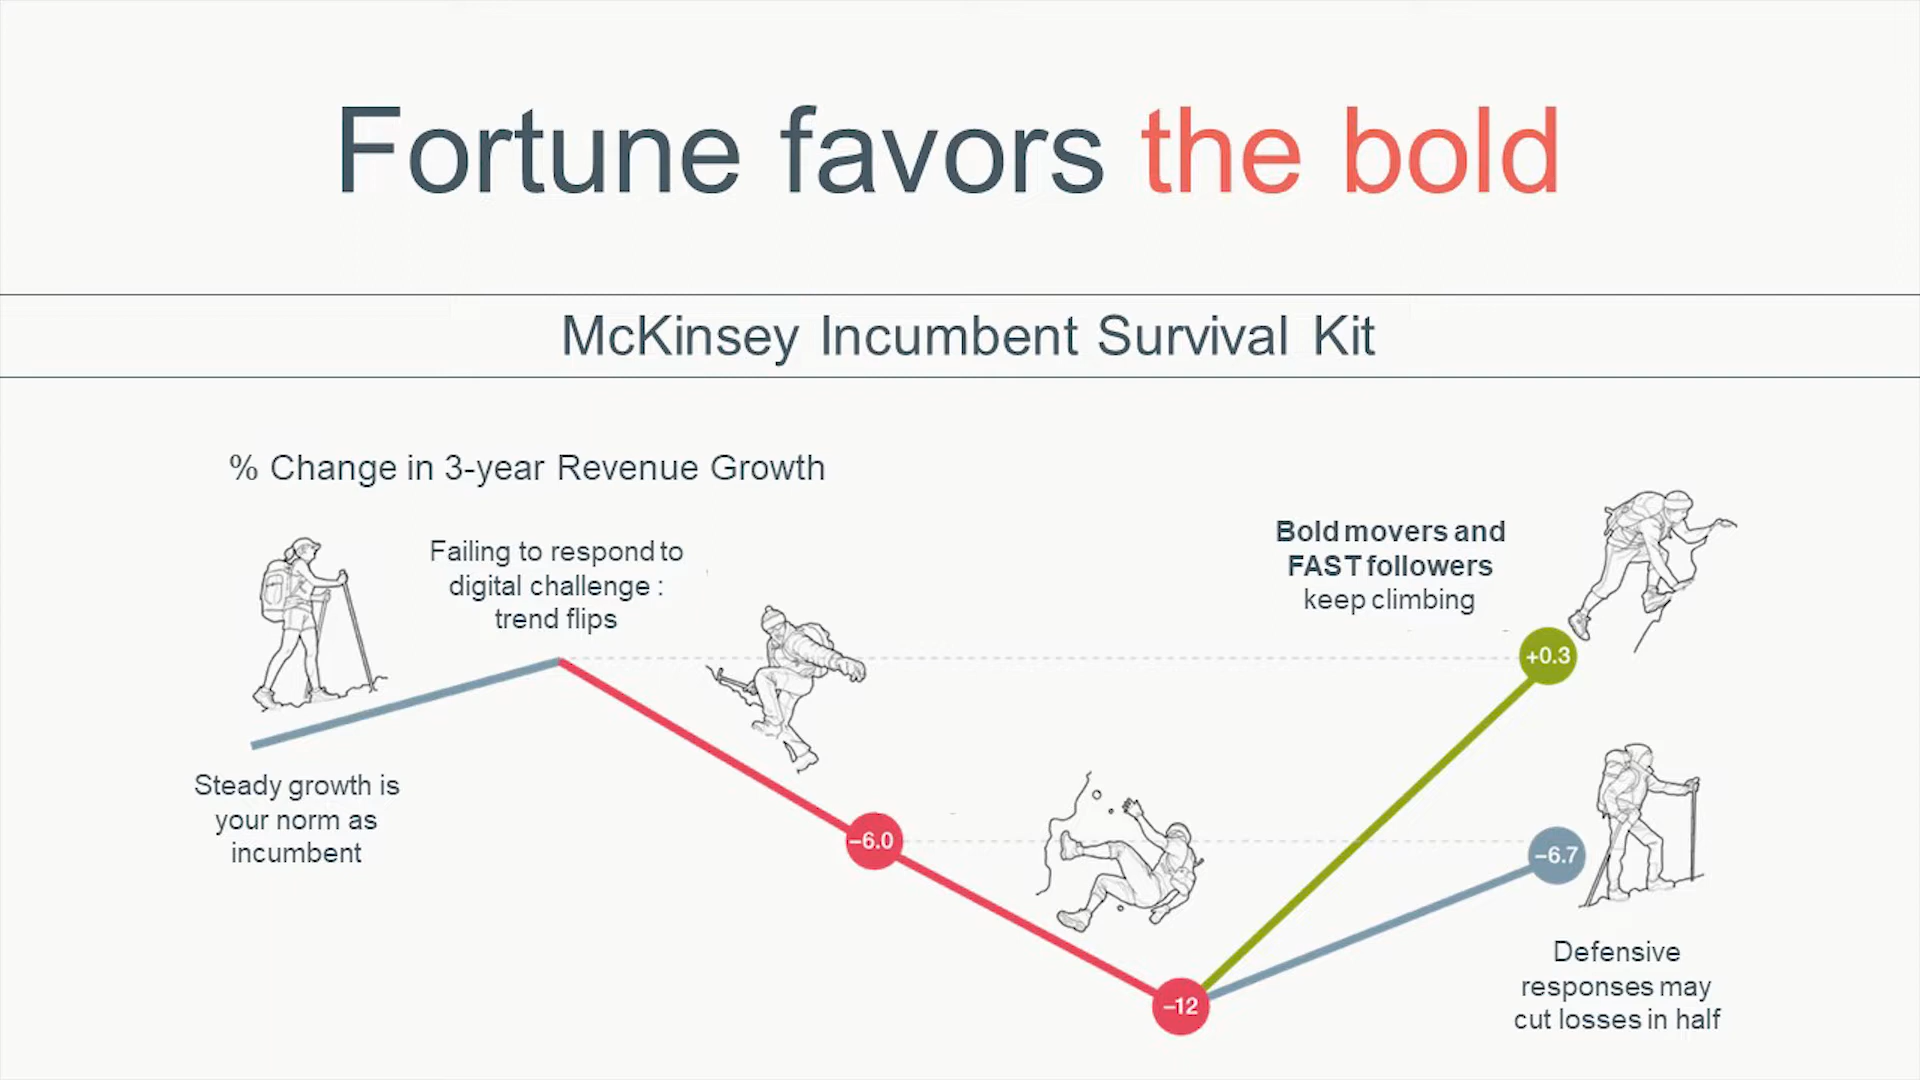 Fortune favors the bold
McKinsey Incumbent Survival Kit
% Change in 3-year Revenue Growth
Failing to respond to
digital challenge :
trend flips
Bold movers and
FAST followers
keep climbing
+0.3
Steady growth is
your norm as
incumbent
−6.0
−6.7
−12
Defensive
responses may
cut losses in half